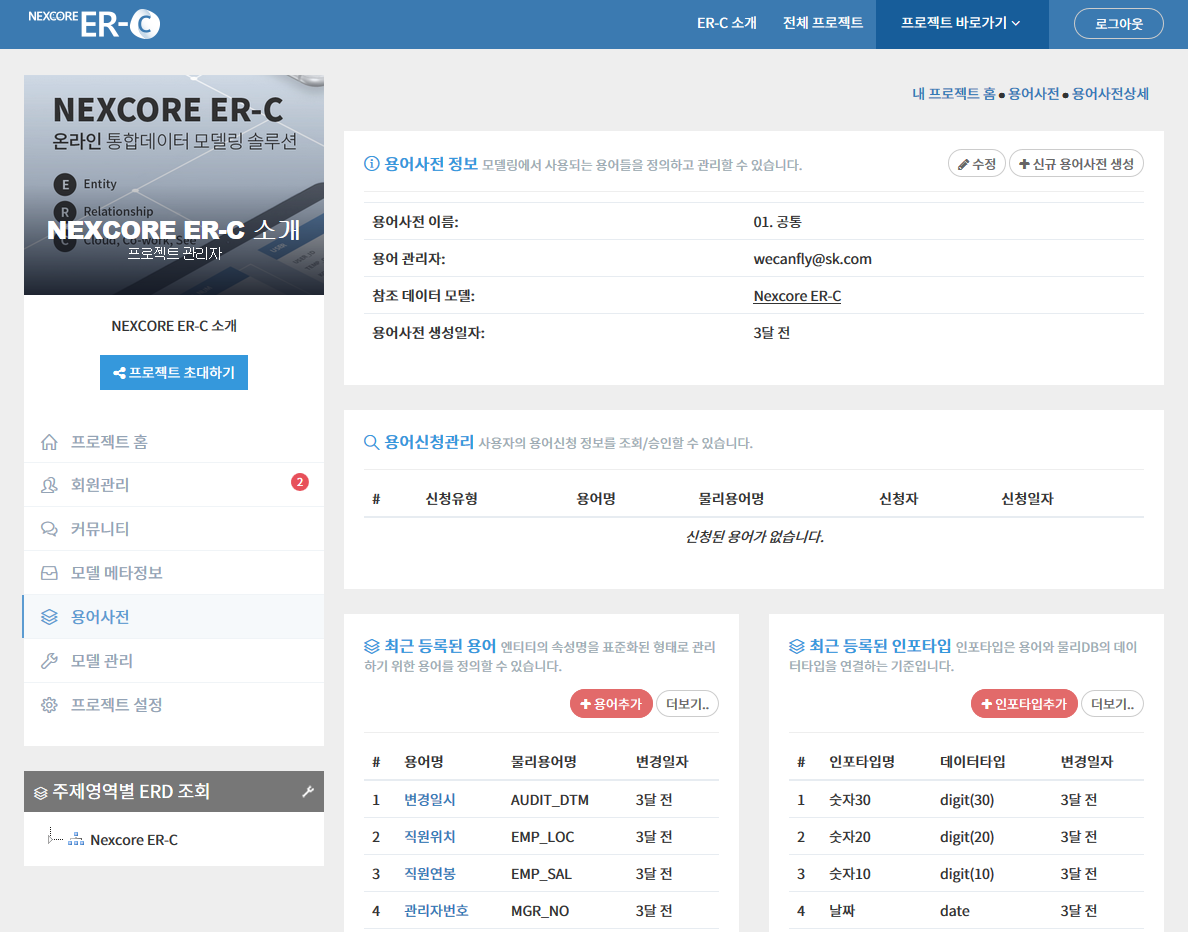 NEXCORE ER-C
ER-C 소개
전체 프로젝트
프로젝트 바로가기
로그아웃
NEXCORE ER-C
온라인 통합데이터 모델링 솔루션
E Entity
R Relationship
C Cloud, Co-work, See
NEXCORE ER-C 소개
프로젝트 관리자
NEXCORE ER-C 소개
프로젝트 초대하기
프로젝트 홈
회원관리 2
커뮤니티
모델 메타정보
용어사전
모델 관리
프로젝트 설정
주제영역별 ERD 조회
Nexcore ER-C
내 프로젝트 홈 ● 용어사전 ● 용어사전상세
용어사전 정보 모델링에서 사용되는 용어들을 정의하고 관리할 수 있습니다.
수정
신규 용어사전 생성
용어사전 이름: 01. 공통
용어 관리자: wecanfly@sk.com
참조 데이터 모델: Nexcore ER-C
용어사전 생성일자: 3달 전
용어신청관리 사용자의 용어신청 정보를 조회/승인할 수 있습니다.
# 신청유형 용어명 물리용어명 신청자 신청일자
신청된 용어가 없습니다.
최근 등록된 용어 엔티티의 속성명을 표준화된 형태로 관리
하기 위한 용어를 정의할 수 있습니다.
용어추가 더보기..
# 용어명 물리용어명 변경일자
1 변경일시 AUDIT_DTM 3달 전
2 직원위치 EMP_LOC 3달 전
3 직원연봉 EMP_SAL 3달 전
4 관리자번호 MGR_NO 3달 전
최근 등록된 인포타입 인포타입은 용어와 물리DB의 데이
터타입을 연결하는 기준입니다.
인포타입추가 더보기..
# 인포타입명 데이터타입 변경일자
1 숫자30 digit(30) 3달 전
2 숫자20 digit(20) 3달 전
3 숫자10 digit(10) 3달 전
4 날짜 date 3달 전